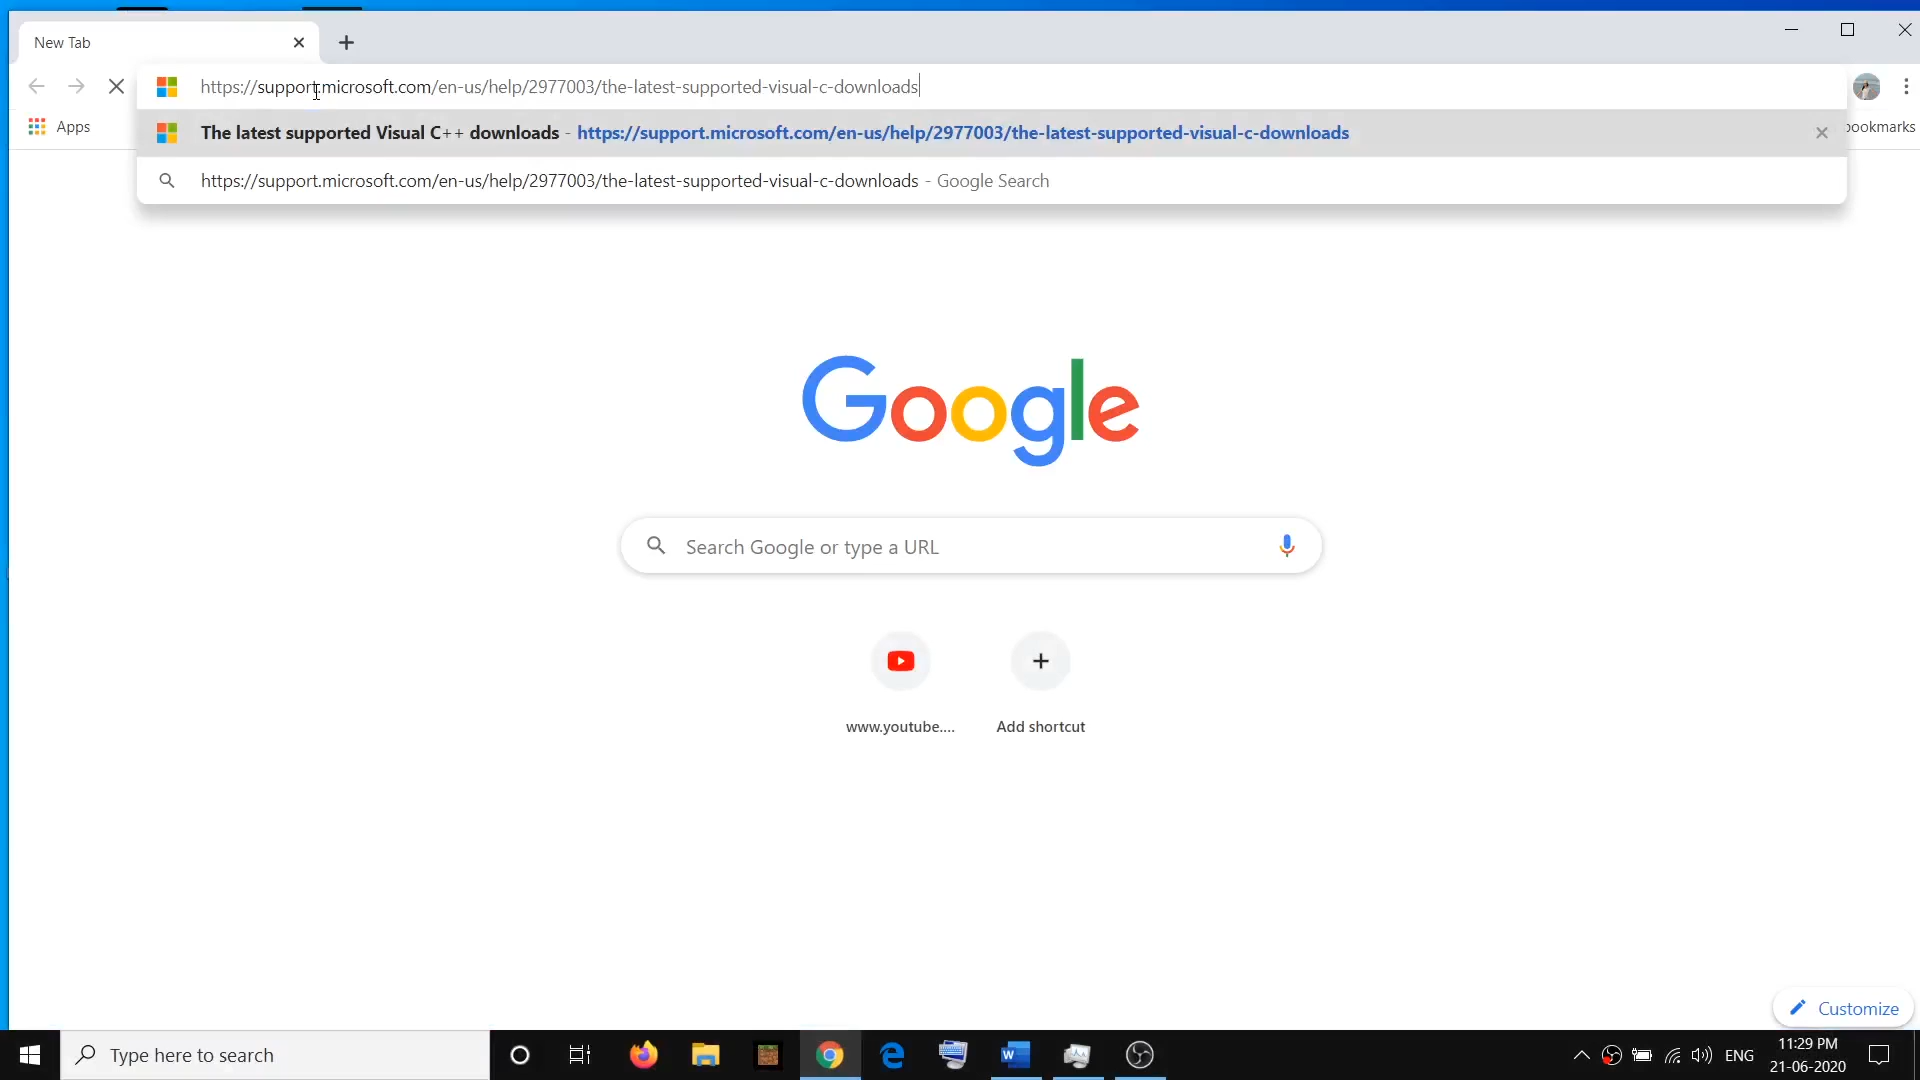 New Tab
https://support.microsoft.com/en-us/help/2977003/the-latest-supported-visual-c-downloads
The latest supported Visual C++ downloads - https://support.microsoft.com/en-us/help/2977003/the-latest-supported-visual-c-downloads
Apps
bookmarks
https://support.microsoft.com/en-us/help/2977003/the-latest-supported-visual-c-downloads - Google Search
Google
Search Google or type a URL
www.youtube....
Add shortcut
Customize
Type here to search
ENG
11:29 PM
21-06-2020